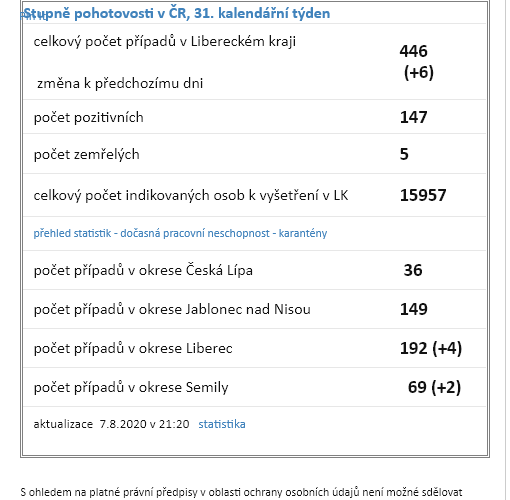 Stupně pohotovosti v ČR, 31. kalendářní týden
celkový počet případů v Libereckém kraji
446
změna k předchozímu dni
(+6)
počet pozitivních 147
počet zemřelých 5
celkový počet indikovaných osob k vyšetření v LK 15957
přehled statistik - dočasná pracovní neschopnost - karantény
počet případů v okrese Česká Lípa 36
počet případů v okrese Jablonec nad Nisou 149
počet případů v okrese Liberec 192 (+4)
počet případů v okrese Semily 69 (+2)
aktualizace 7.8.2020 v 21:20 statistika
S ohledem na platné právní předpisy v oblasti ochrany osobních údajů není možné sdělovat